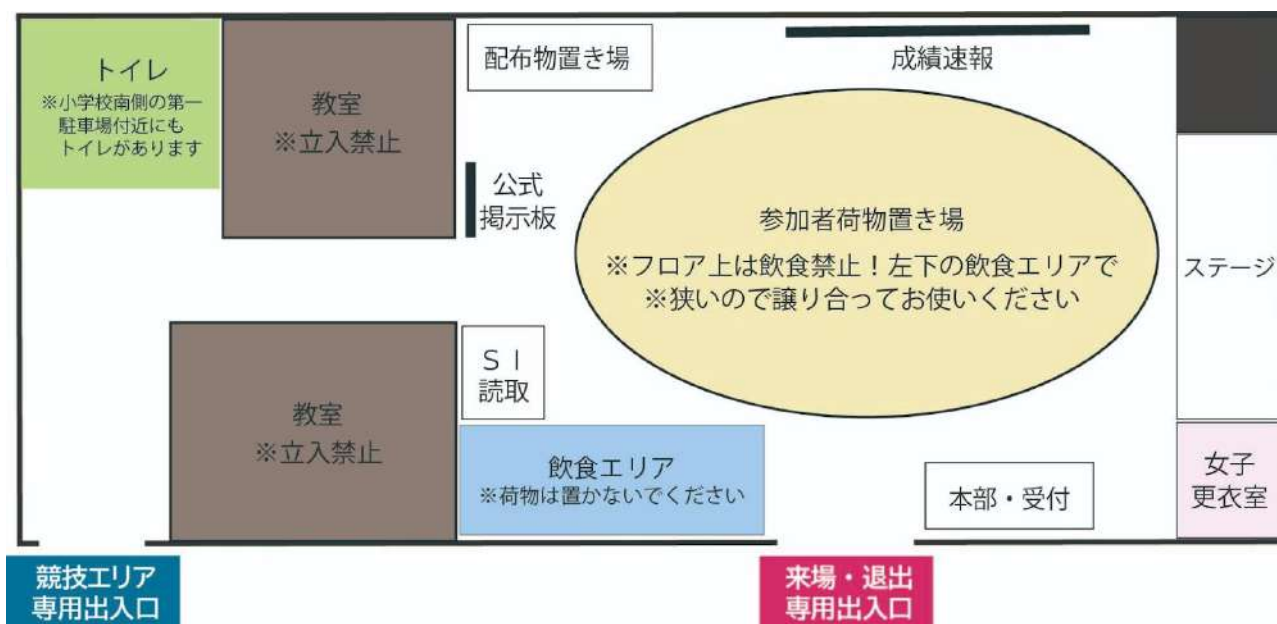 トイレ
※小学校南側の第一
駐車場付近にも
トイレがあります
教室
※立入禁止
配布物置き場
成績速報
公式
掲示板
参加者荷物置き場
※フロア上は飲食禁止！左下の飲食エリアで
※狭いので譲り合ってお使いください
ステージ
ＳＩ
読取
教室
※立入禁止
飲食エリア
※荷物は置かないでください
本部・受付
女子
更衣室
競技エリア
専用出入口
来場・退出
専用出入口